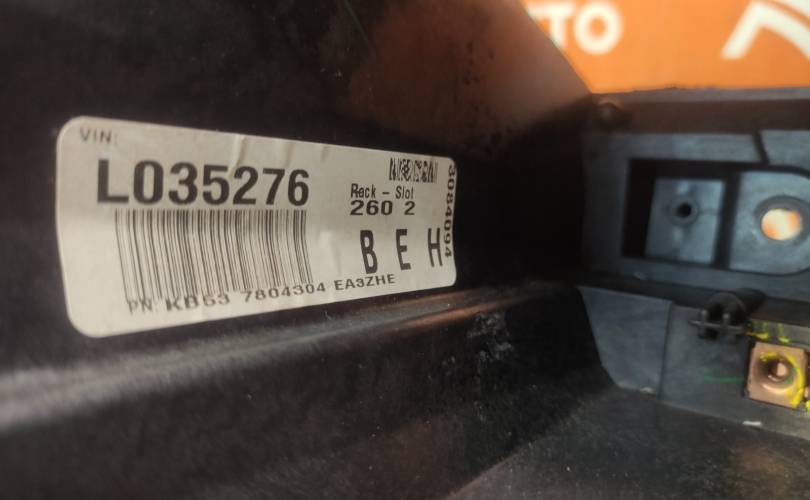 VIN:
L035276
Rack - Slot
260 2
3084094
B E H
PN: KB53 7804304 EA3ZHE